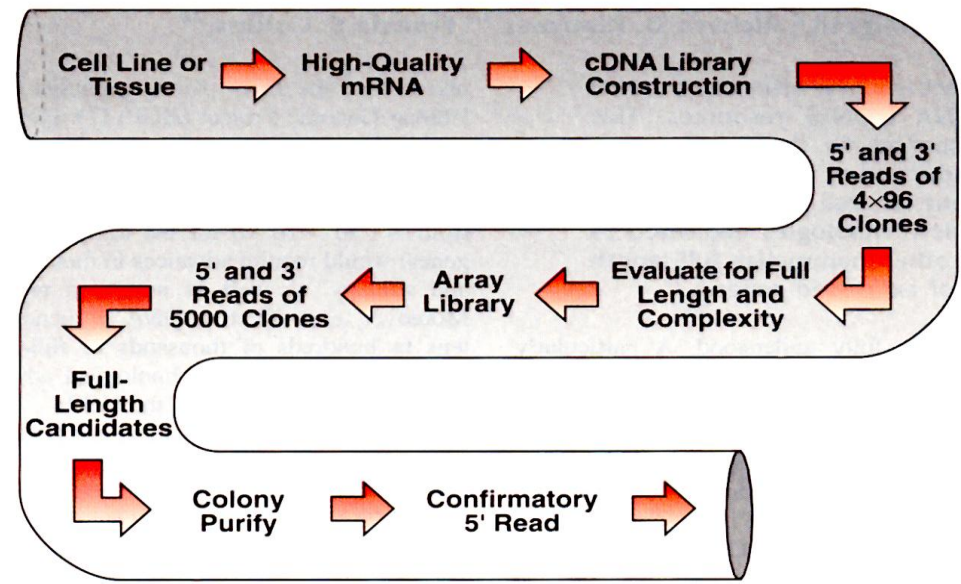 Cell Line or
Tissue
High-Quality
mRNA
cDNA Library
Construction
5' and 3'
Reads of
4×96
Clones
Evaluate for Full
Length and
Complexity
Array
Library
5' and 3'
Reads of
5000 Clones
Full-
Length
Candidates
Colony
Purify
Confirmatory
5' Read